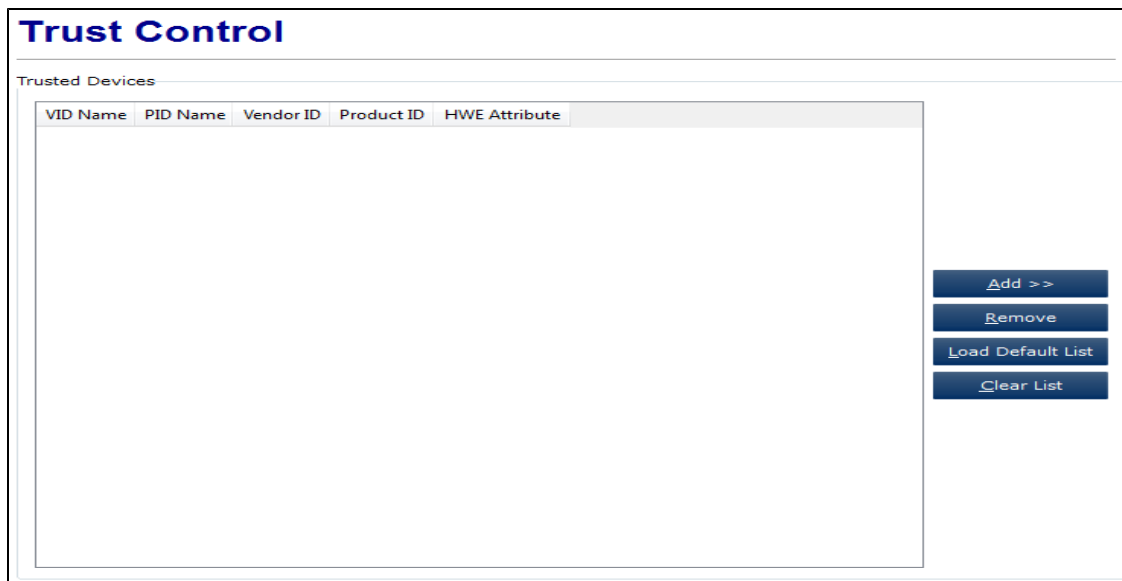 Trust Control
Trusted Devices
VID Name PID Name Vendor ID Product ID HWE Attribute
Add >>
Remove
Load Default List
Clear List